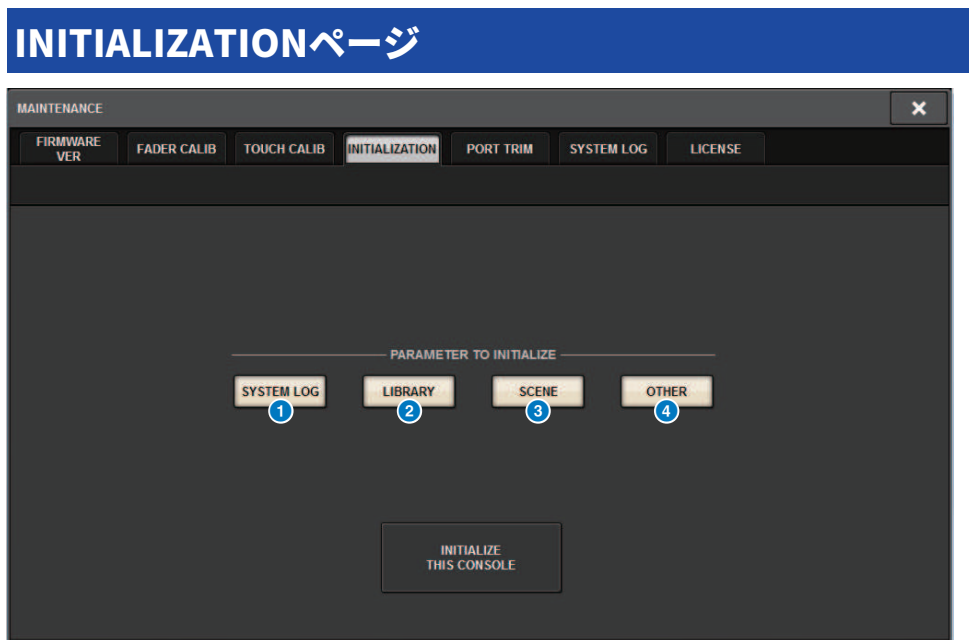 INITIALIZATIONページ
MAINTENANCE
×
FIRMWARE
VER
FADER CALIB
TOUCH CALIB
INITIALIZATION
PORT TRIM
SYSTEM LOG
LICENSE
PARAMETER TO INITIALIZE
SYSTEM LOG
LIBRARY
SCENE
OTHER
1
2
3
4
INITIALIZE
THIS CONSOLE